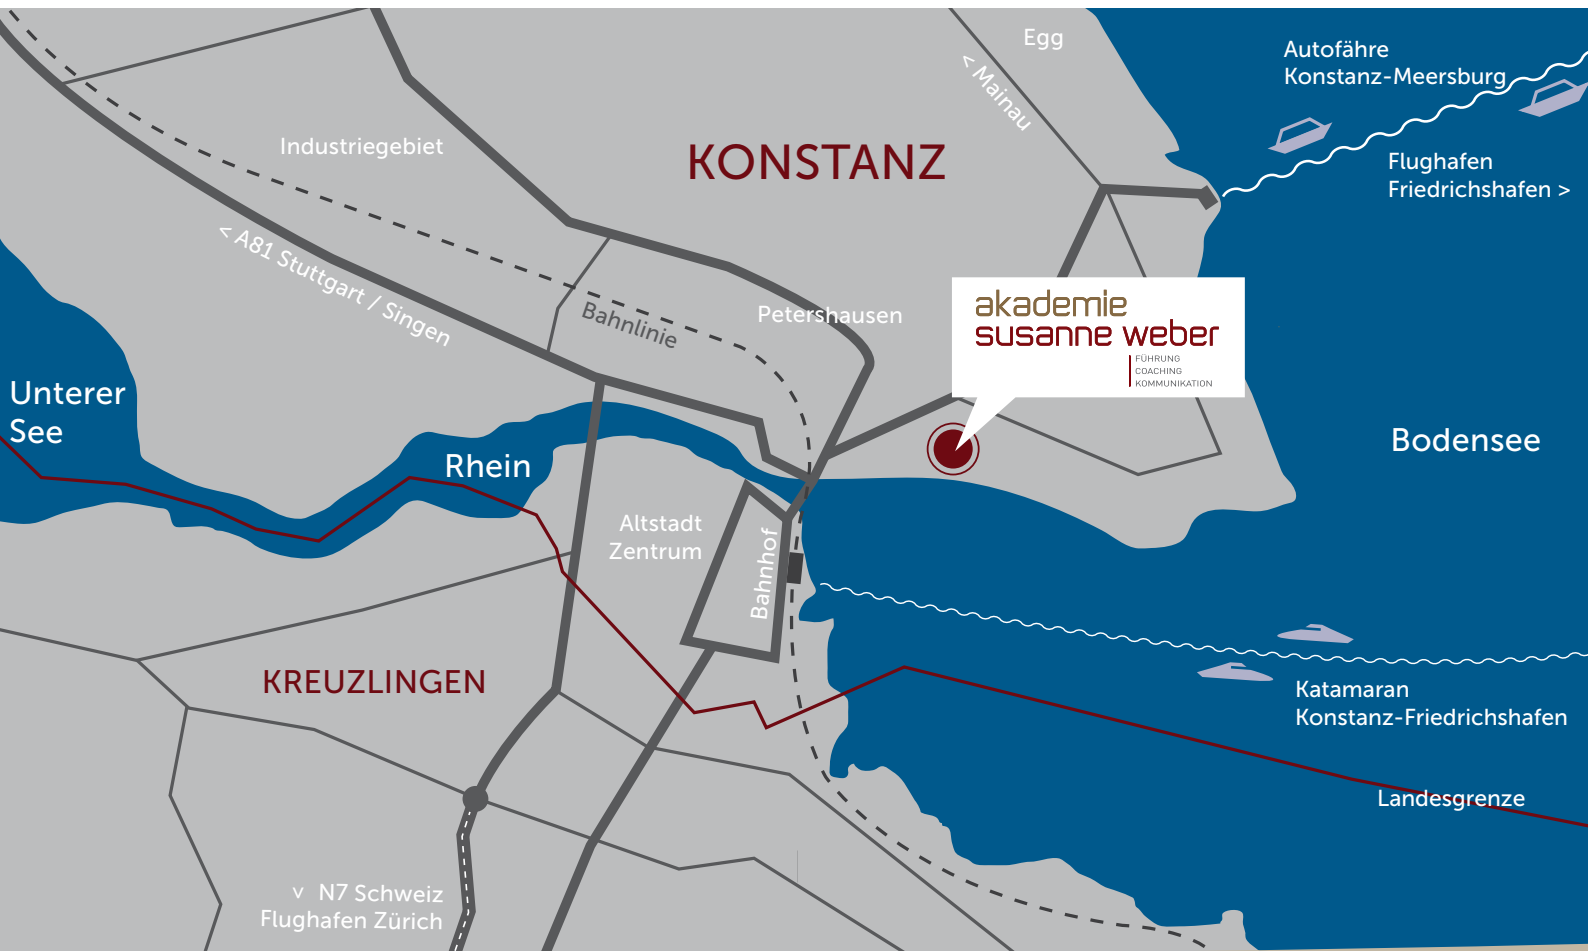 Egg
< Mainau
Autofähre
Konstanz-Meersburg
Industriegebiet
KONSTANZ
Flughafen
Friedrichshafen >
< A81 Stuttgart / Singen
Bahnlinie
Petershausen
akademie
susanne weber
FÜHRUNG
COACHING
KOMMUNIKATION
Unterer
See
Rhein
Bodensee
Altstadt
Zentrum
Bahnhof
KREUZLINGEN
Katamaran
Konstanz-Friedrichshafen
Landesgrenze
v N7 Schweiz
Flughafen Zürich